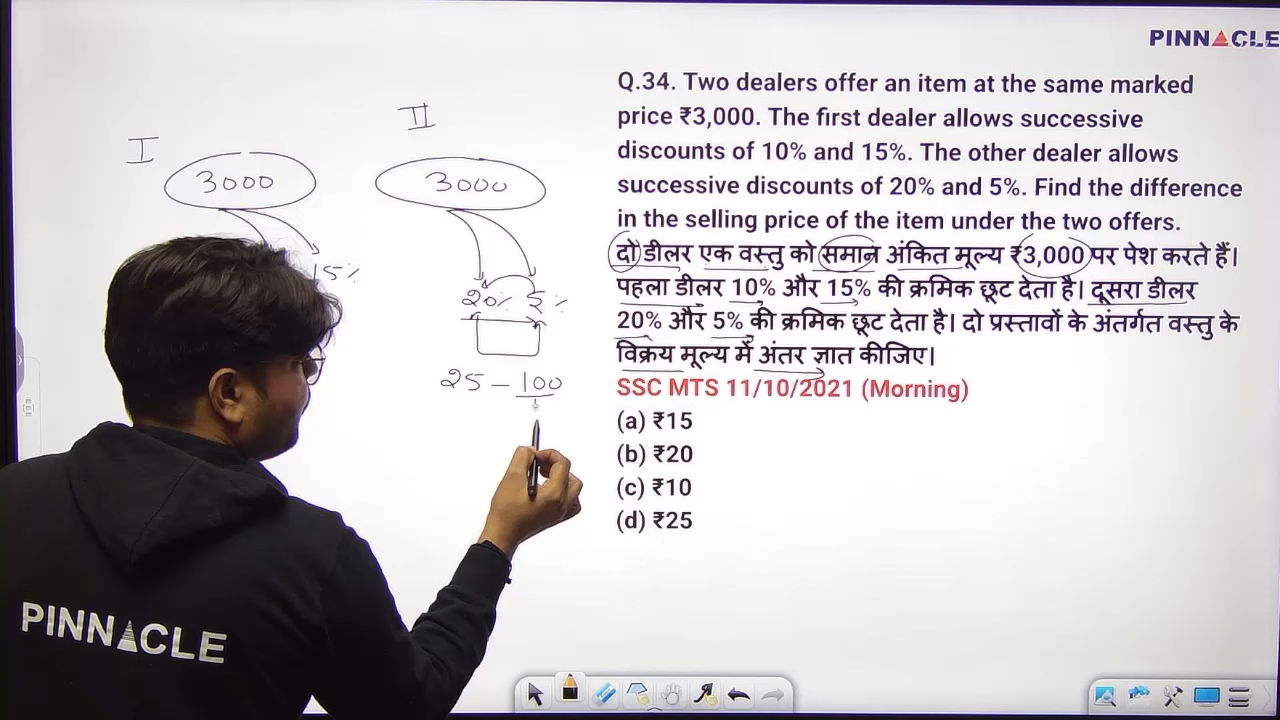 PINNACLE
Q.34. Two dealers offer an item at the same marked
price ₹3,000. The first dealer allows successive
discounts of 10% and 15%. The other dealer allows
successive discounts of 20% and 5%. Find the difference
in the selling price of the item under the two offers.
दो डीलर एक वस्तु को समान अंकित मूल्य ₹3,000 पर पेश करते हैं।
पहला डीलर 10% और 15% की क्रमिक छूट देता है। दूसरा डीलर
20% और 5% की क्रमिक छूट देता है। दो प्रस्तावों के अंतर्गत वस्तु के
विक्रय मूल्य में अंतर ज्ञात कीजिए।
SSC MTS 11/10/2021 (Morning)
(a) ₹15
(b) ₹20
(c) ₹10
(d) ₹25
I
3000
15%
II
3000
20% 5%
25 - 100
PINNACLE